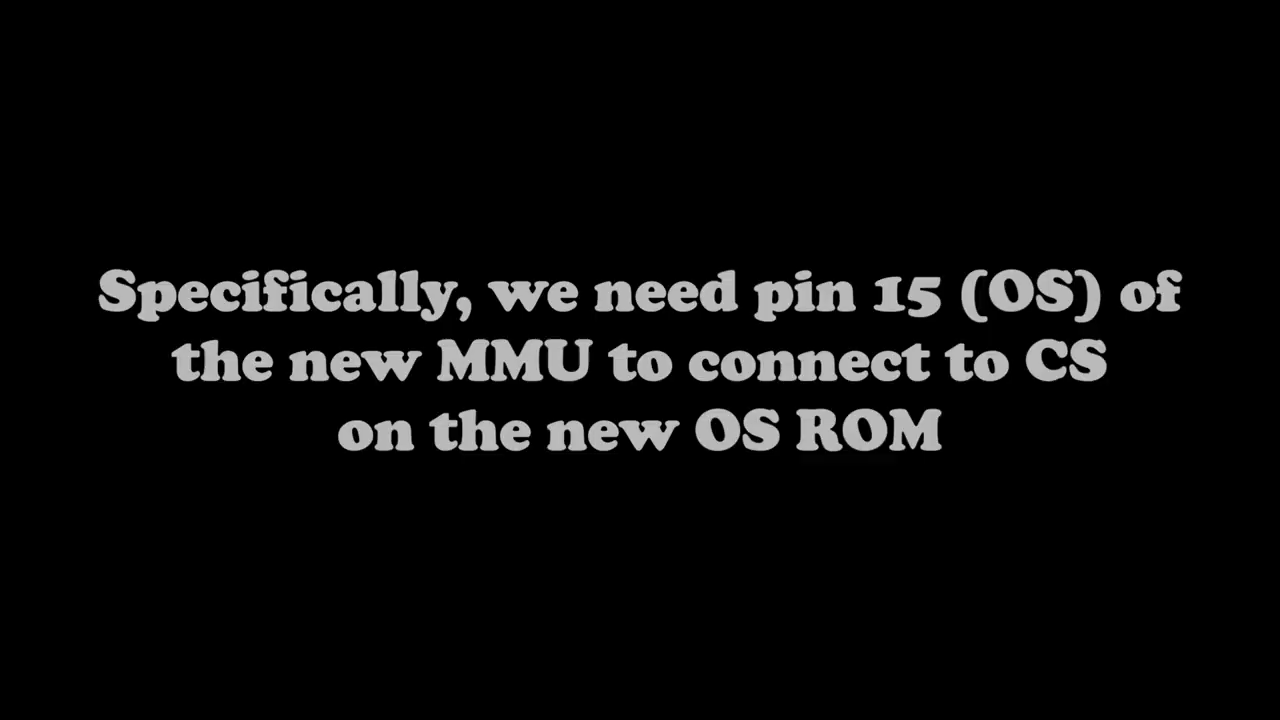 Specifically, we need pin 15 (OS) of
the new MMU to connect to CS
on the new OS ROM